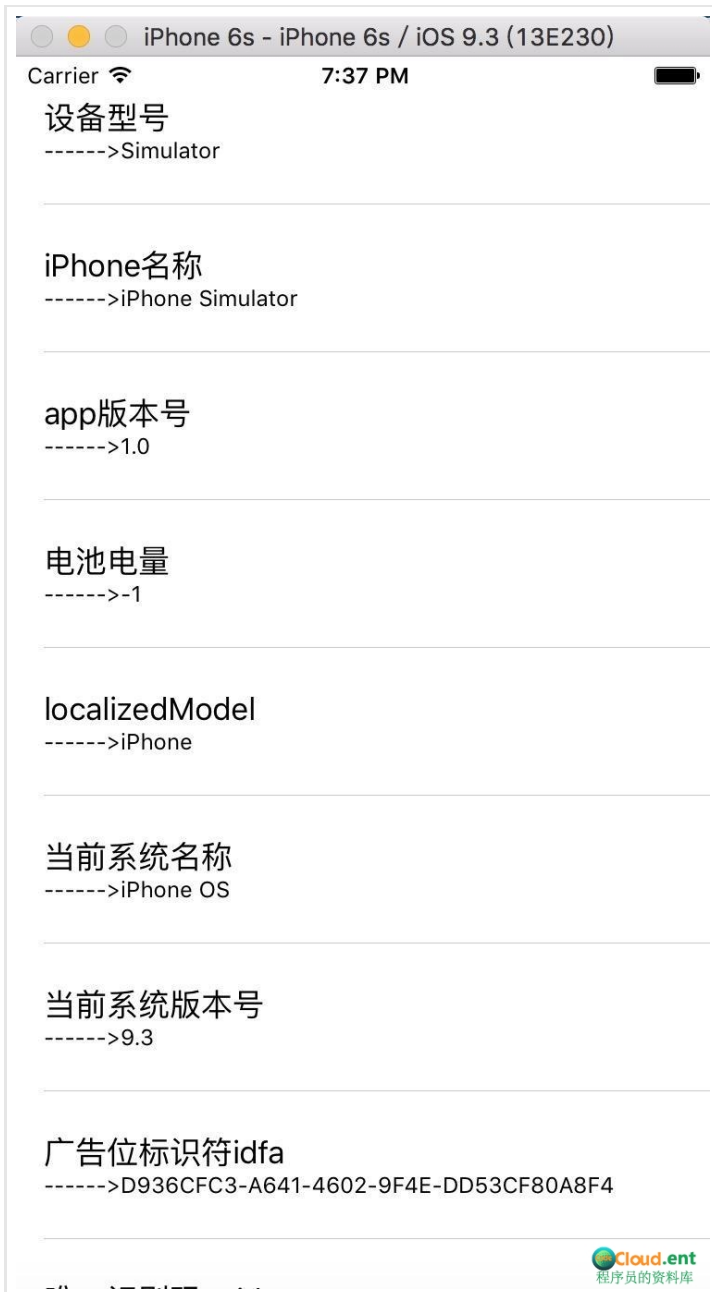 iPhone 6s - iPhone 6s / iOS 9.3 (13E230)
Carrier 7:37 PM
设备型号
------>Simulator
iPhone名称
------>iPhone Simulator
app版本号
------>1.0
电池电量
------>-1
localizedModel
------>iPhone
当前系统名称
------>iPhone OS
当前系统版本号
------>9.3
广告位标识符idfa
------>D936CFC3-A641-4602-9F4E-DD53CF80A8F4
Cloud.ent
程序员的资料库